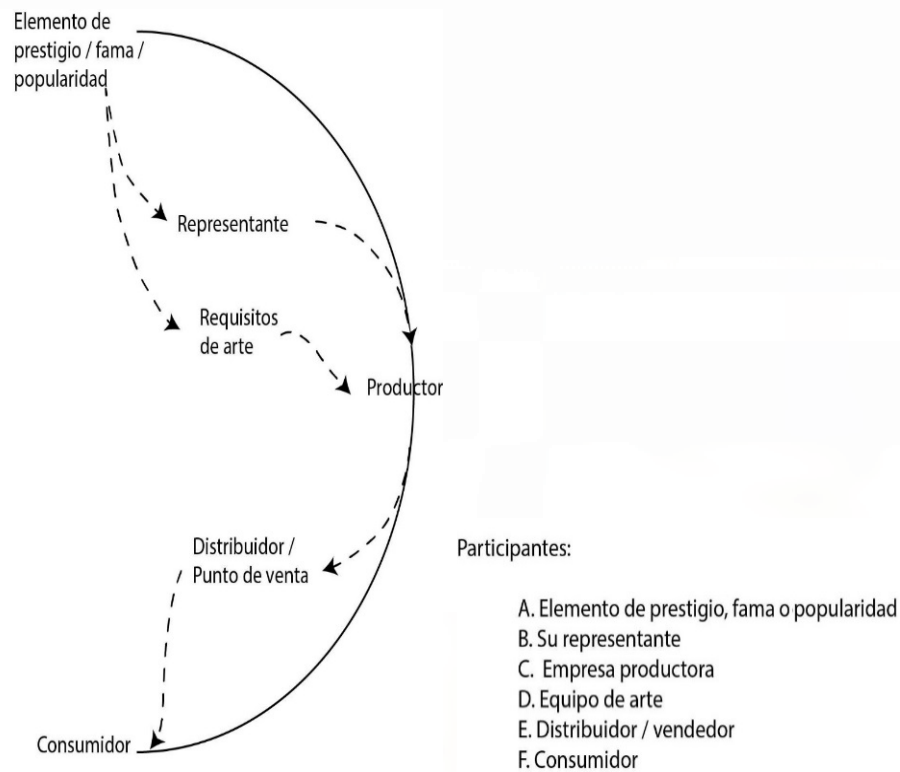 Elemento de
prestigio / fama /
popularidad
Representante
Requisitos
de arte
Productor
Distribuidor /
Punto de venta
Consumidor
Participantes:
A. Elemento de prestigio, fama o popularidad
B. Su representante
C. Empresa productora
D. Equipo de arte
E. Distribuidor / vendedor
F. Consumidor